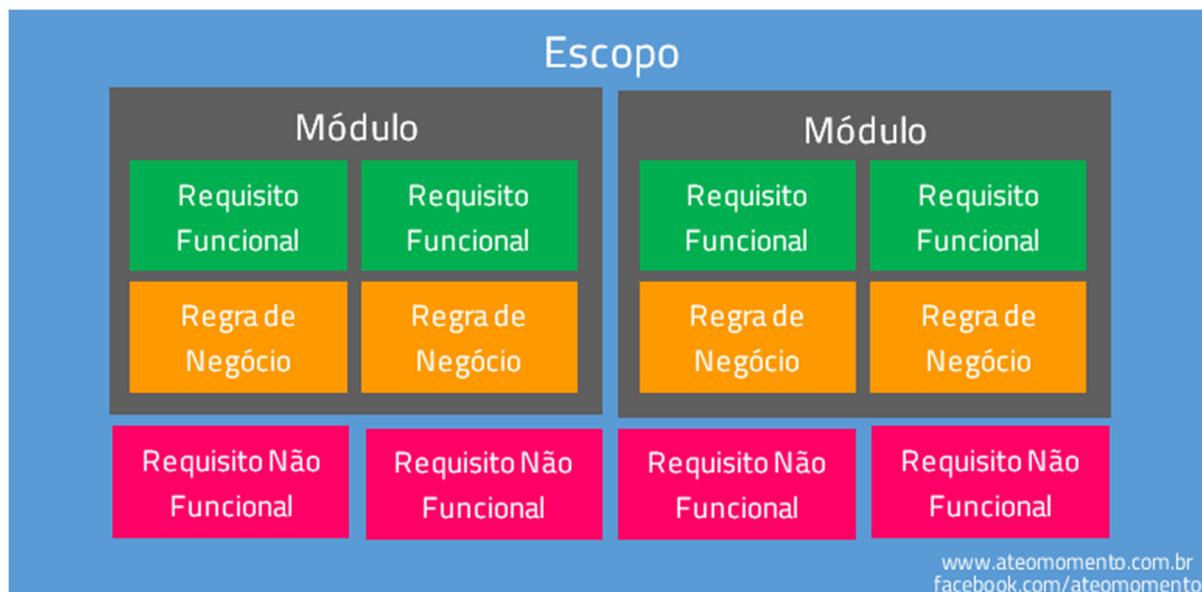 Escopo
Módulo
Requisito
Funcional
Requisito
Funcional
Regra de
Negócio
Regra de
Negócio
Módulo
Requisito
Funcional
Requisito
Funcional
Regra de
Negócio
Regra de
Negócio
Requisito Não
Funcional
Requisito Não
Funcional
Requisito Não
Funcional
Requisito Não
Funcional
www.ateomomento.com.br
facebook.com/ateomomento